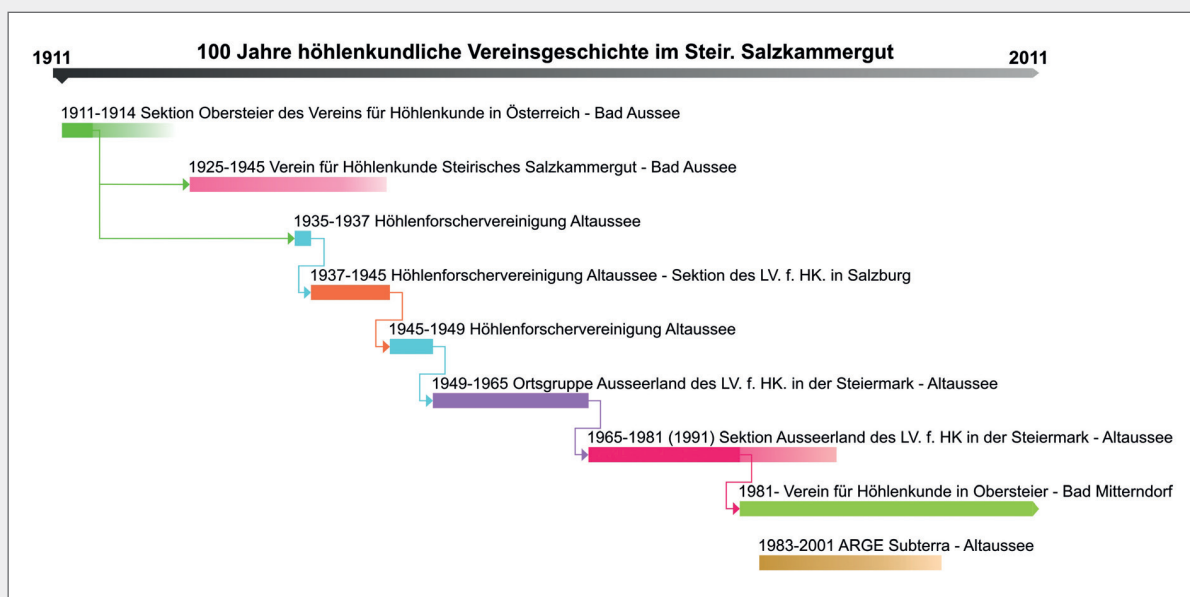 100 Jahre höhlenkundliche Vereinsgeschichte im Steir. Salzkammergut
1911
2011
1911-1914 Sektion Obersteier des Vereins für Höhlenkunde in Österreich - Bad Aussee
1925-1945 Verein für Höhlenkunde Steirisches Salzkammergut - Bad Aussee
1935-1937 Höhlenforschervereinigung Altaussee
1937-1945 Höhlenforschervereinigung Altaussee - Sektion des LV. f. HK. in Salzburg
1945-1949 Höhlenforschervereinigung Altaussee
1949-1965 Ortsgruppe Ausseerland des LV. f. HK. in der Steiermark - Altaussee
1965-1981 (1991) Sektion Ausseerland des LV. f. HK in der Steiermark - Altaussee
1981- Verein für Höhlenkunde in Obersteier - Bad Mitterndorf
1983-2001 ARGE Subterra - Altaussee